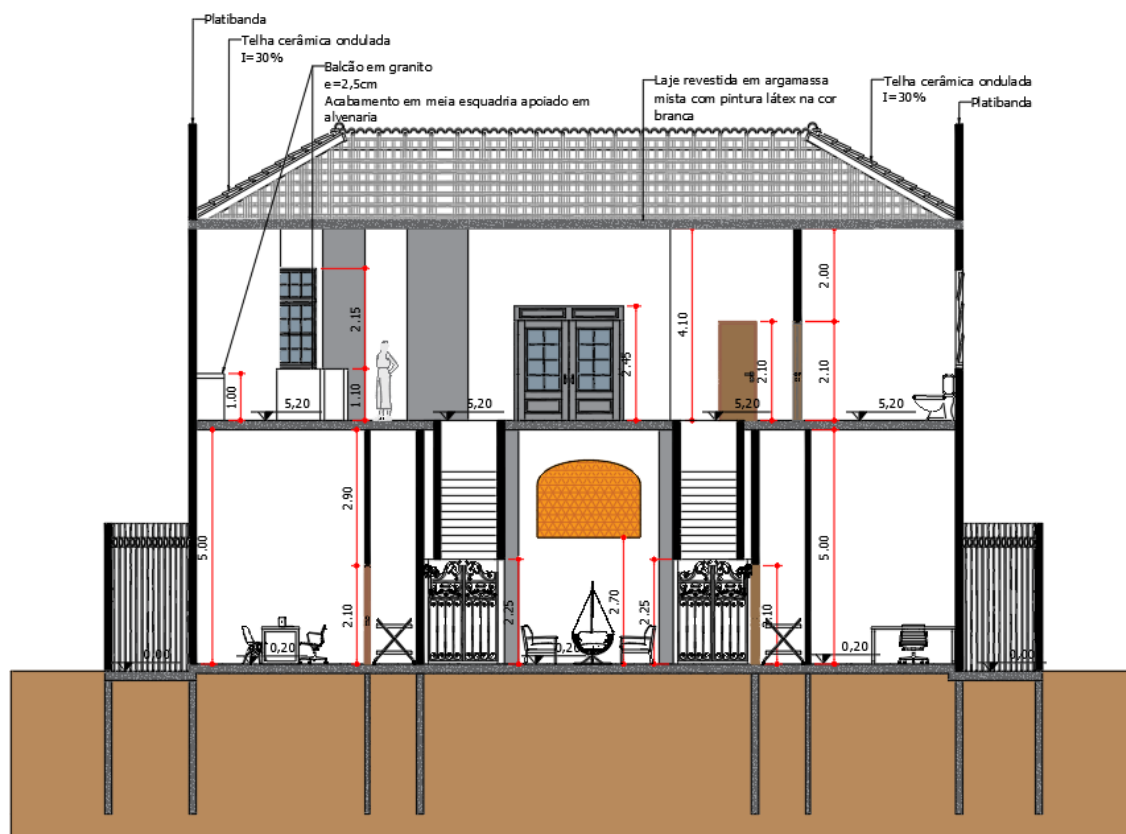 Platibanda
Telha cerâmica ondulada
I=30%
Balcão em granito
e=2,5cm
Acabamento em meia esquadria apoiado em
alvenaria
Laje revestida em argamassa
mista com pintura látex na cor
branca
Telha cerâmica ondulada
I=30%
Platibanda
2.00
2.15
4.10
2.45
2.10
2.10
1.00
1.10
5,20
5,20
5,20
5,20
2.90
5.00
5.00
2.10
2.25
2.70
2.25
2.10
0,00
0,20
0,20
0,20
0,00